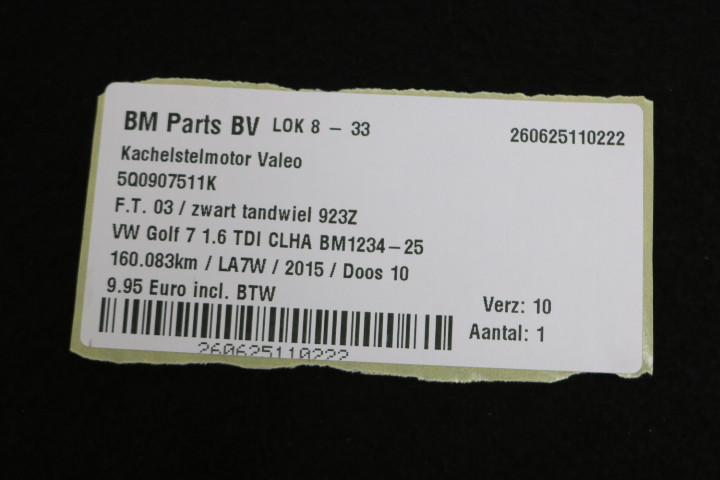 BM Parts BV LOK 8 - 33 260625110222
Kachelstelmotor Valeo
5Q0907511K
F.T. 03 / zwart tandwiel 923Z
VW Golf 7 1.6 TDI CLHA BM1234-25
160.083km / LA7W / 2015 / Doos 10
9.95 Euro incl. BTW Verz: 10
Aantal: 1
260625110222